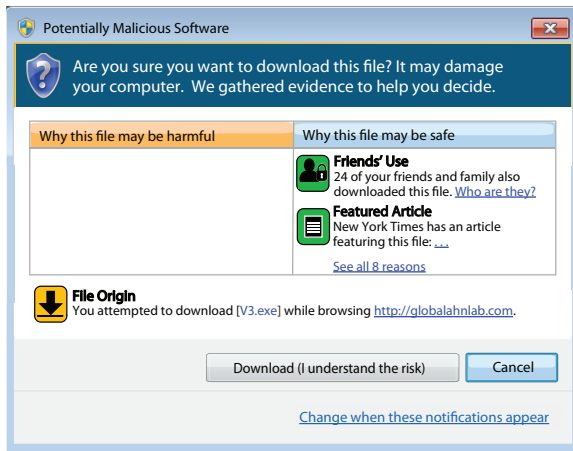 Potentially Malicious Software
Are you sure you want to download this file? It may damage
your computer. We gathered evidence to help you decide.
Why this file may be harmful
Why this file may be safe
Friends' Use
24 of your friends and family also
downloaded this file. Who are they?
Featured Article
New York Times has an article
featuring this file: . . .
See all 8 reasons
File Origin
You attempted to download [V3.exe] while browsing http://globalahnlab.com.
Download (I understand the risk)
Cancel
Change when these notifications appear